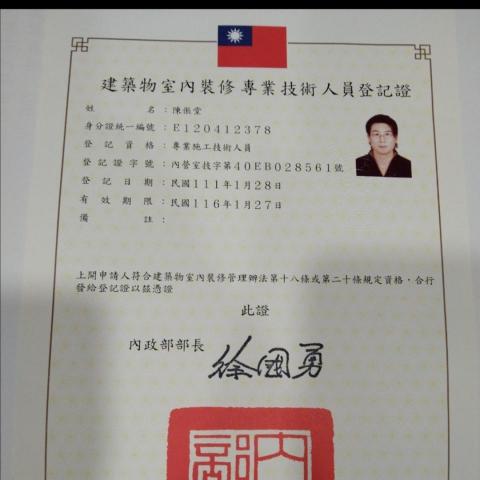 建築物室內裝修專業技術人員登記證
姓名：陳衛堂
身分證統一編號：E120412378
登記資格：專業施工技術人員
登記證字號：內營室技字第40EB028561號
登記日期：民國111年1月28日
有效期限：民國116年1月27日
備註：
上開申請人符合建築物室內裝修管理辦法第十八條或第二十條規定資格，合行
發給登記證以茲憑證
此證
內政部部長 徐國勇
內
部